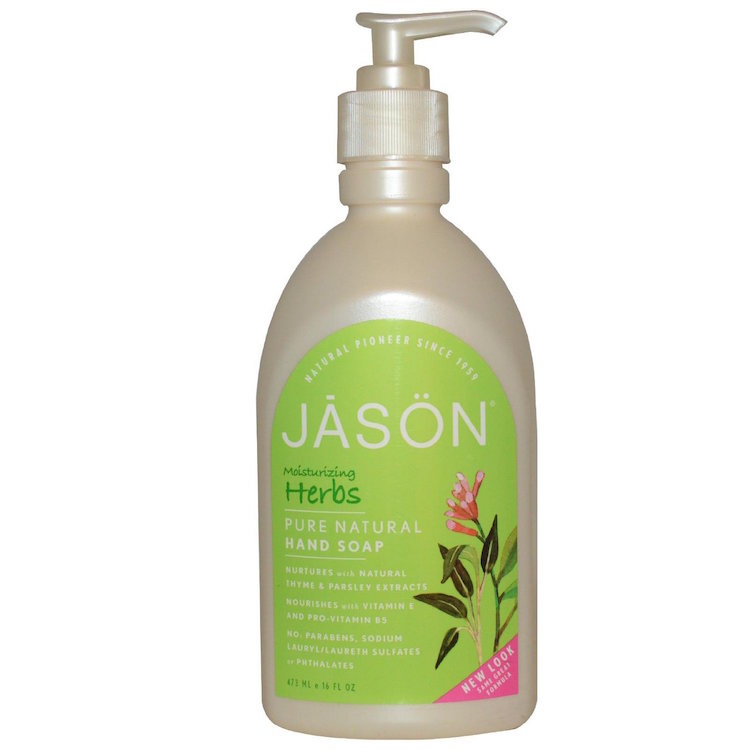 NATURAL PIONEER SINCE 1959
JĀSÖN®
Moisturizing
Herbs
PURE NATURAL
HAND SOAP
NURTURES with NATURAL
THYME & PARSLEY EXTRACTS
NOURISHES with VITAMIN E
AND PRO-VITAMIN B5
NO: PARABENS, SODIUM
LAURYL/LAURETH SULFATES
or PHTHALATES
473 ML e 16 FL OZ
NEW LOOK
SAME GREAT
FORMULA